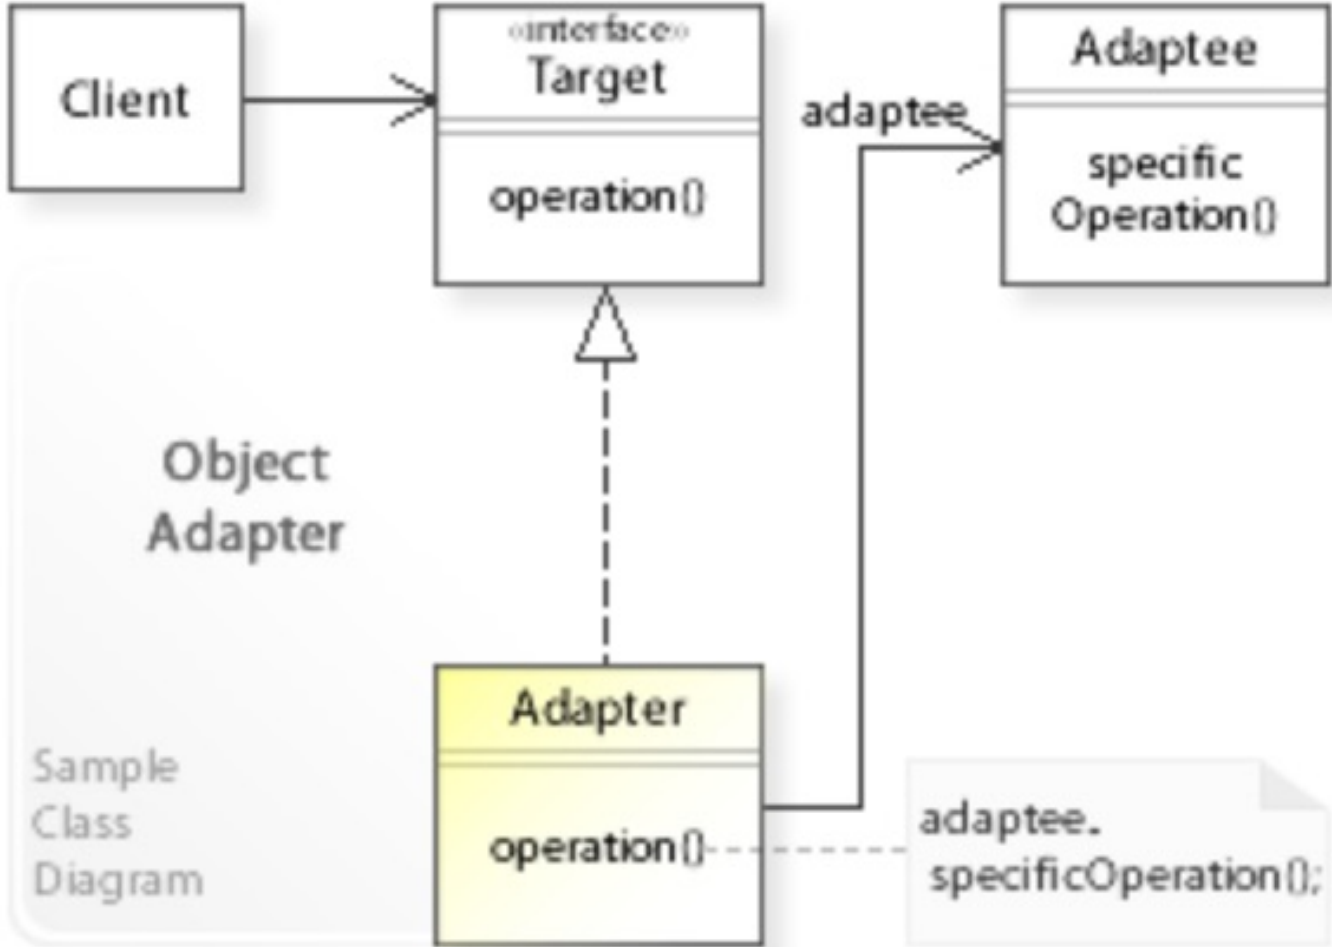 Client
«interface»
Target
operation()
adaptee
Adaptee
specific
Operation()
Object
Adapter
Sample
Class
Diagram
Adapter
operation()
adaptee.
specificOperation();